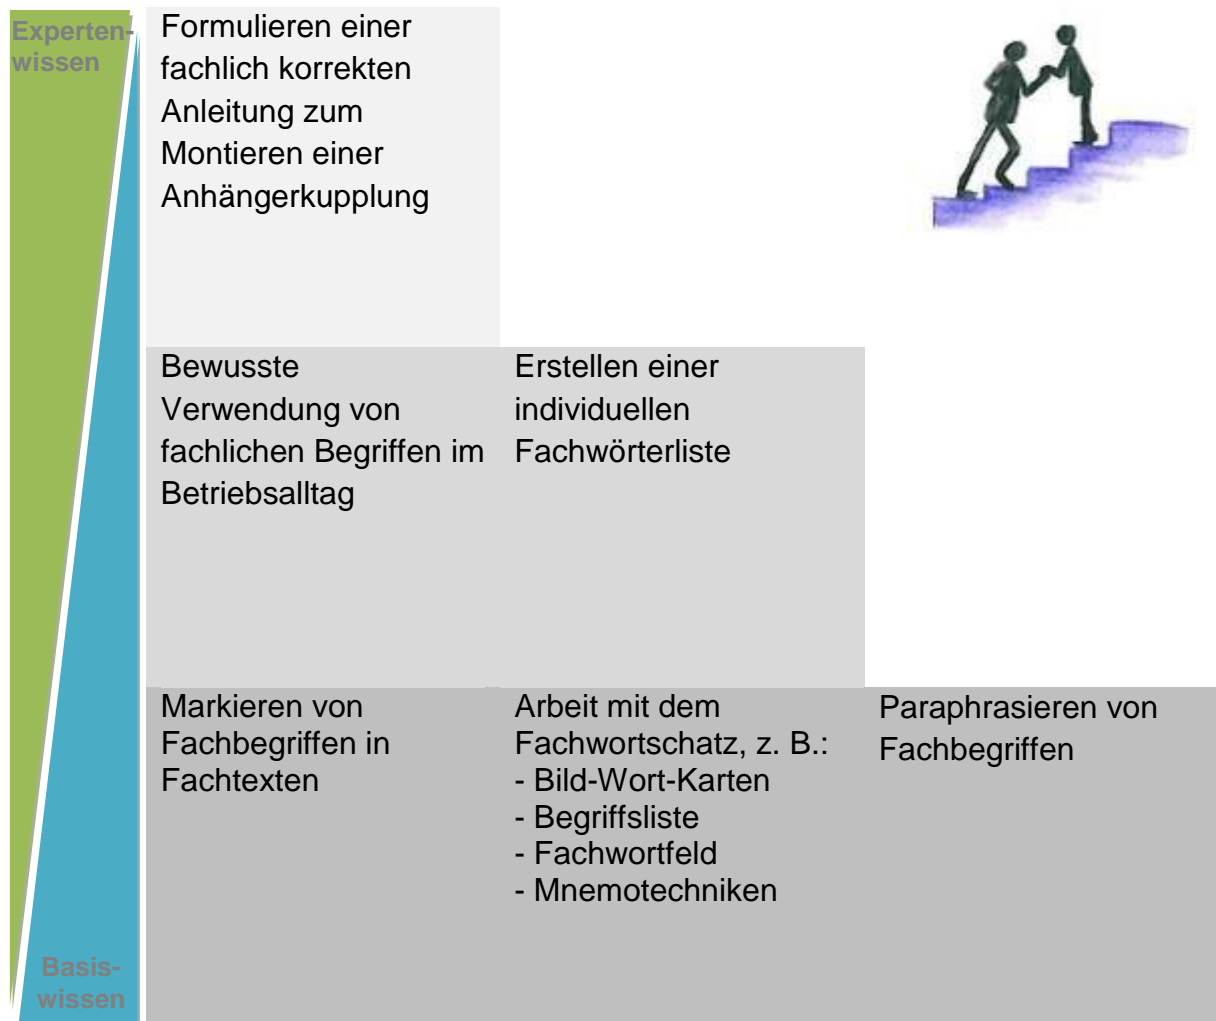 Experten-
wissen
Formulieren einer
fachlich korrekten
Anleitung zum
Montieren einer
Anhängerkupplung
Bewusste
Verwendung von
fachlichen Begriffen im
Betriebsalltag
Erstellen einer
individuellen
Fachwörterliste
Markieren von
Fachbegriffen in
Fachtexten
Arbeit mit dem
Fachwortschatz, z. B.:
- Bild-Wort-Karten
- Begriffsliste
- Fachwortfeld
- Mnemotechniken
Paraphrasieren von
Fachbegriffen
Basis-
wissen